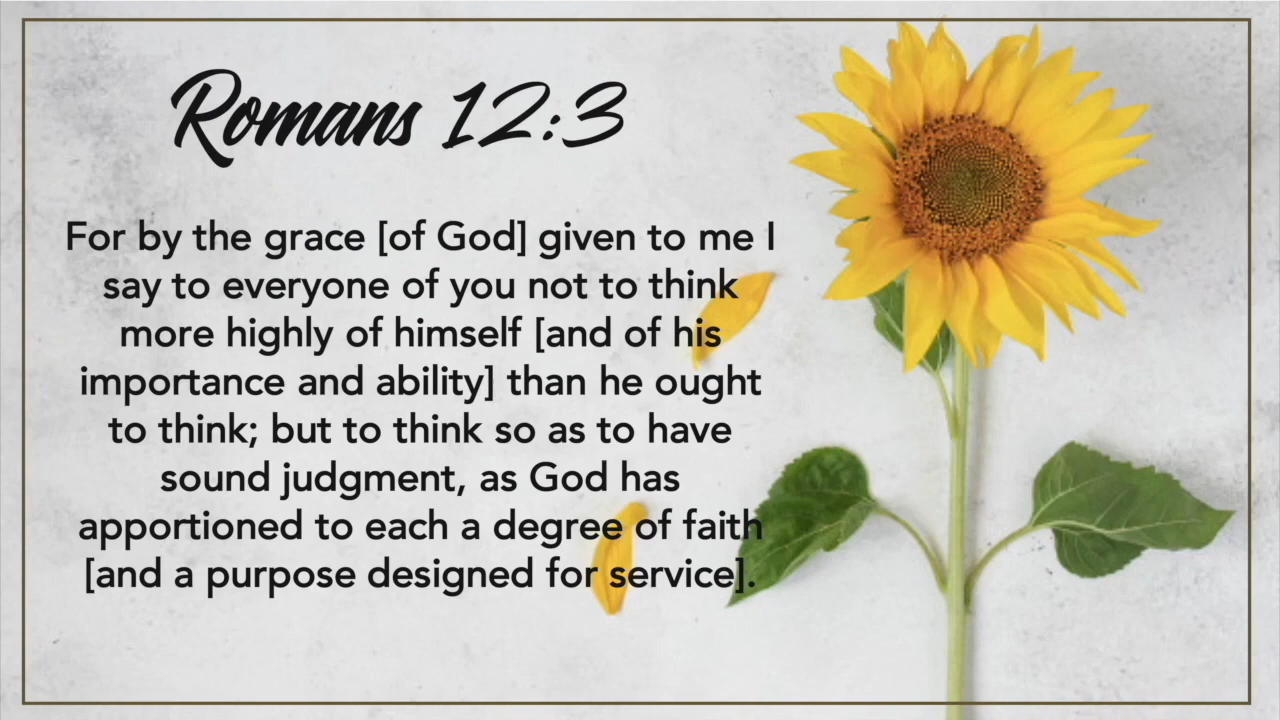 Romans 12:3
For by the grace [of God] given to me I
say to everyone of you not to think
more highly of himself [and of his
importance and ability] than he ought
to think; but to think so as to have
sound judgment, as God has
apportioned to each a degree of faith
[and a purpose designed for service].